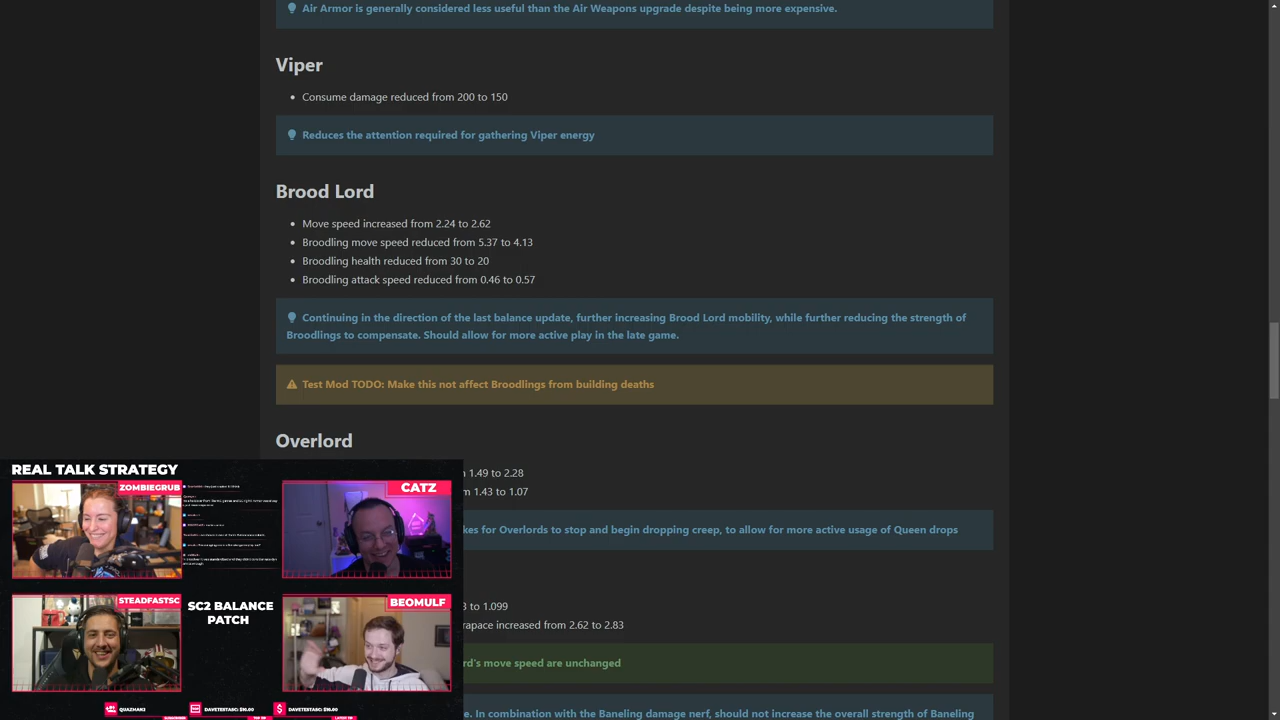 Air Armor is generally considered less useful than the Air Weapons upgrade despite being more expensive.
Viper
Consume damage reduced from 200 to 150
Reduces the attention required for gathering Viper energy
Brood Lord
Move speed increased from 2.24 to 2.62
Broodling move speed reduced from 5.37 to 4.13
Broodling health reduced from 30 to 20
Broodling attack speed reduced from 0.46 to 0.57
Continuing in the direction of the last balance update, further increasing Brood Lord mobility, while further reducing the strength of
Broodlings to compensate. Should allow for more active play in the late game.
Test Mod TODO: Make this not affect Broodlings from building deaths
Overlord
1.49 to 2.28
1.43 to 1.07
kes for Overlords to stop and begin dropping creep, to allow for more active usage of Queen drops
to 1.099
rapace increased from 2.62 to 2.83
rd's move speed are unchanged
e. In combination with the Baneling damage nerf, should not increase the overall strength of Baneling
REAL TALK STRATEGY
ZOMBIEGRUB
CATZ
STEADFASTSC
SC2 BALANCE
PATCH
BEOMULF